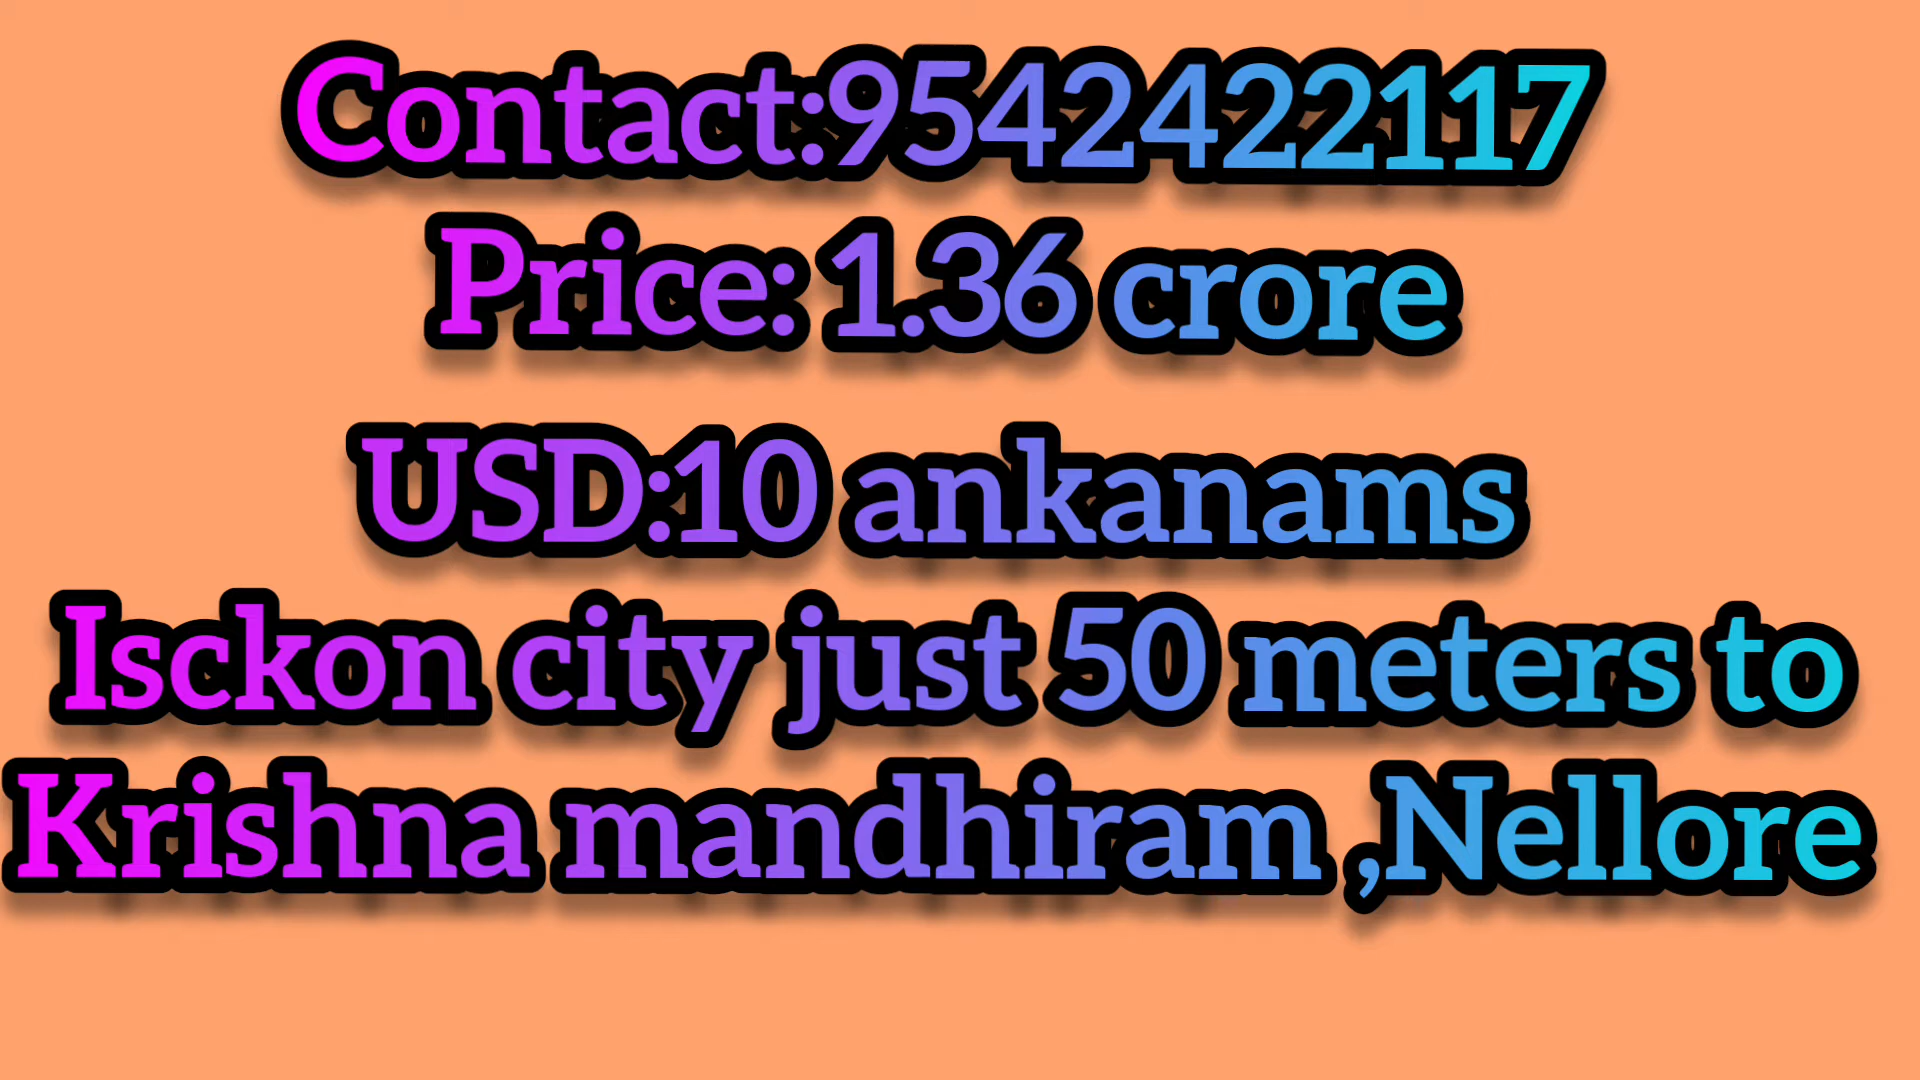 Contact:9542422117
Price: 1.36 crore
USD:10 ankanams
Isckon city just 50 meters to
Krishna mandhiram ,Nellore